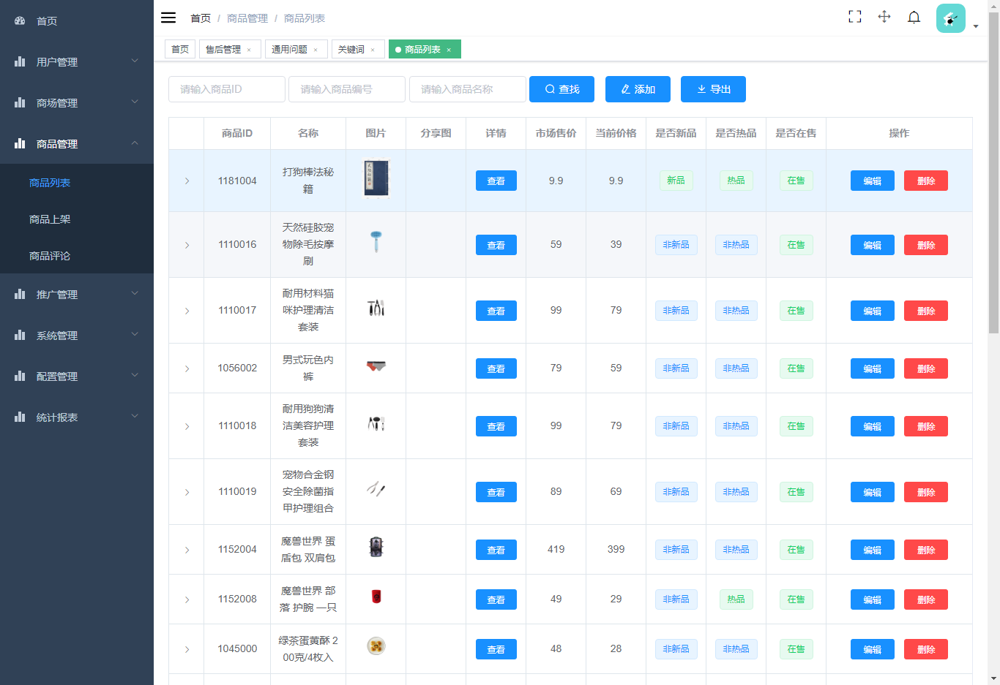 首页
用户管理
商场管理
商品管理
商品列表
商品上架
商品评论
推广管理
系统管理
配置管理
统计报表
首页 / 商品管理 / 商品列表
首页 售后管理 × 通用问题 × 关键词 × 商品列表 ×
请输入商品ID 请输入商品编号 请输入商品名称 查找 添加 导出
商品ID 名称 图片 分享图 详情 市场售价 当前价格 是否新品 是否热品 是否在售 操作
1181004 打狗棒法秘 查看 9.9 9.9 新品 热品 在售 编辑 删除
籍
天然硅胶宠
1110016 物除毛按摩 查看 59 39 非新品 非热品 在售 编辑 删除
刷
耐用材料猫
1110017 咪护理清洁 查看 99 79 非新品 非热品 在售 编辑 删除
套装
1056002 男式玩色内 查看 79 59 非新品 非热品 在售 编辑 删除
裤
耐用狗狗清
1110018 洁美容护理 查看 99 79 非新品 非热品 在售 编辑 删除
套装
宠物合金钢
1110019 安全除菌指 查看 89 69 非新品 非热品 在售 编辑 删除
甲护理组合
1152004 魔兽世界 蛋 查看 419 399 非新品 非热品 在售 编辑 删除
盾包 双肩包
1152008 魔兽世界 部 查看 49 29 非新品 热品 在售 编辑 删除
落 护腕 一只
1045000 绿茶蛋黄酥 2 查看 48 28 非新品 非热品 在售 编辑 删除
00克/4枚入